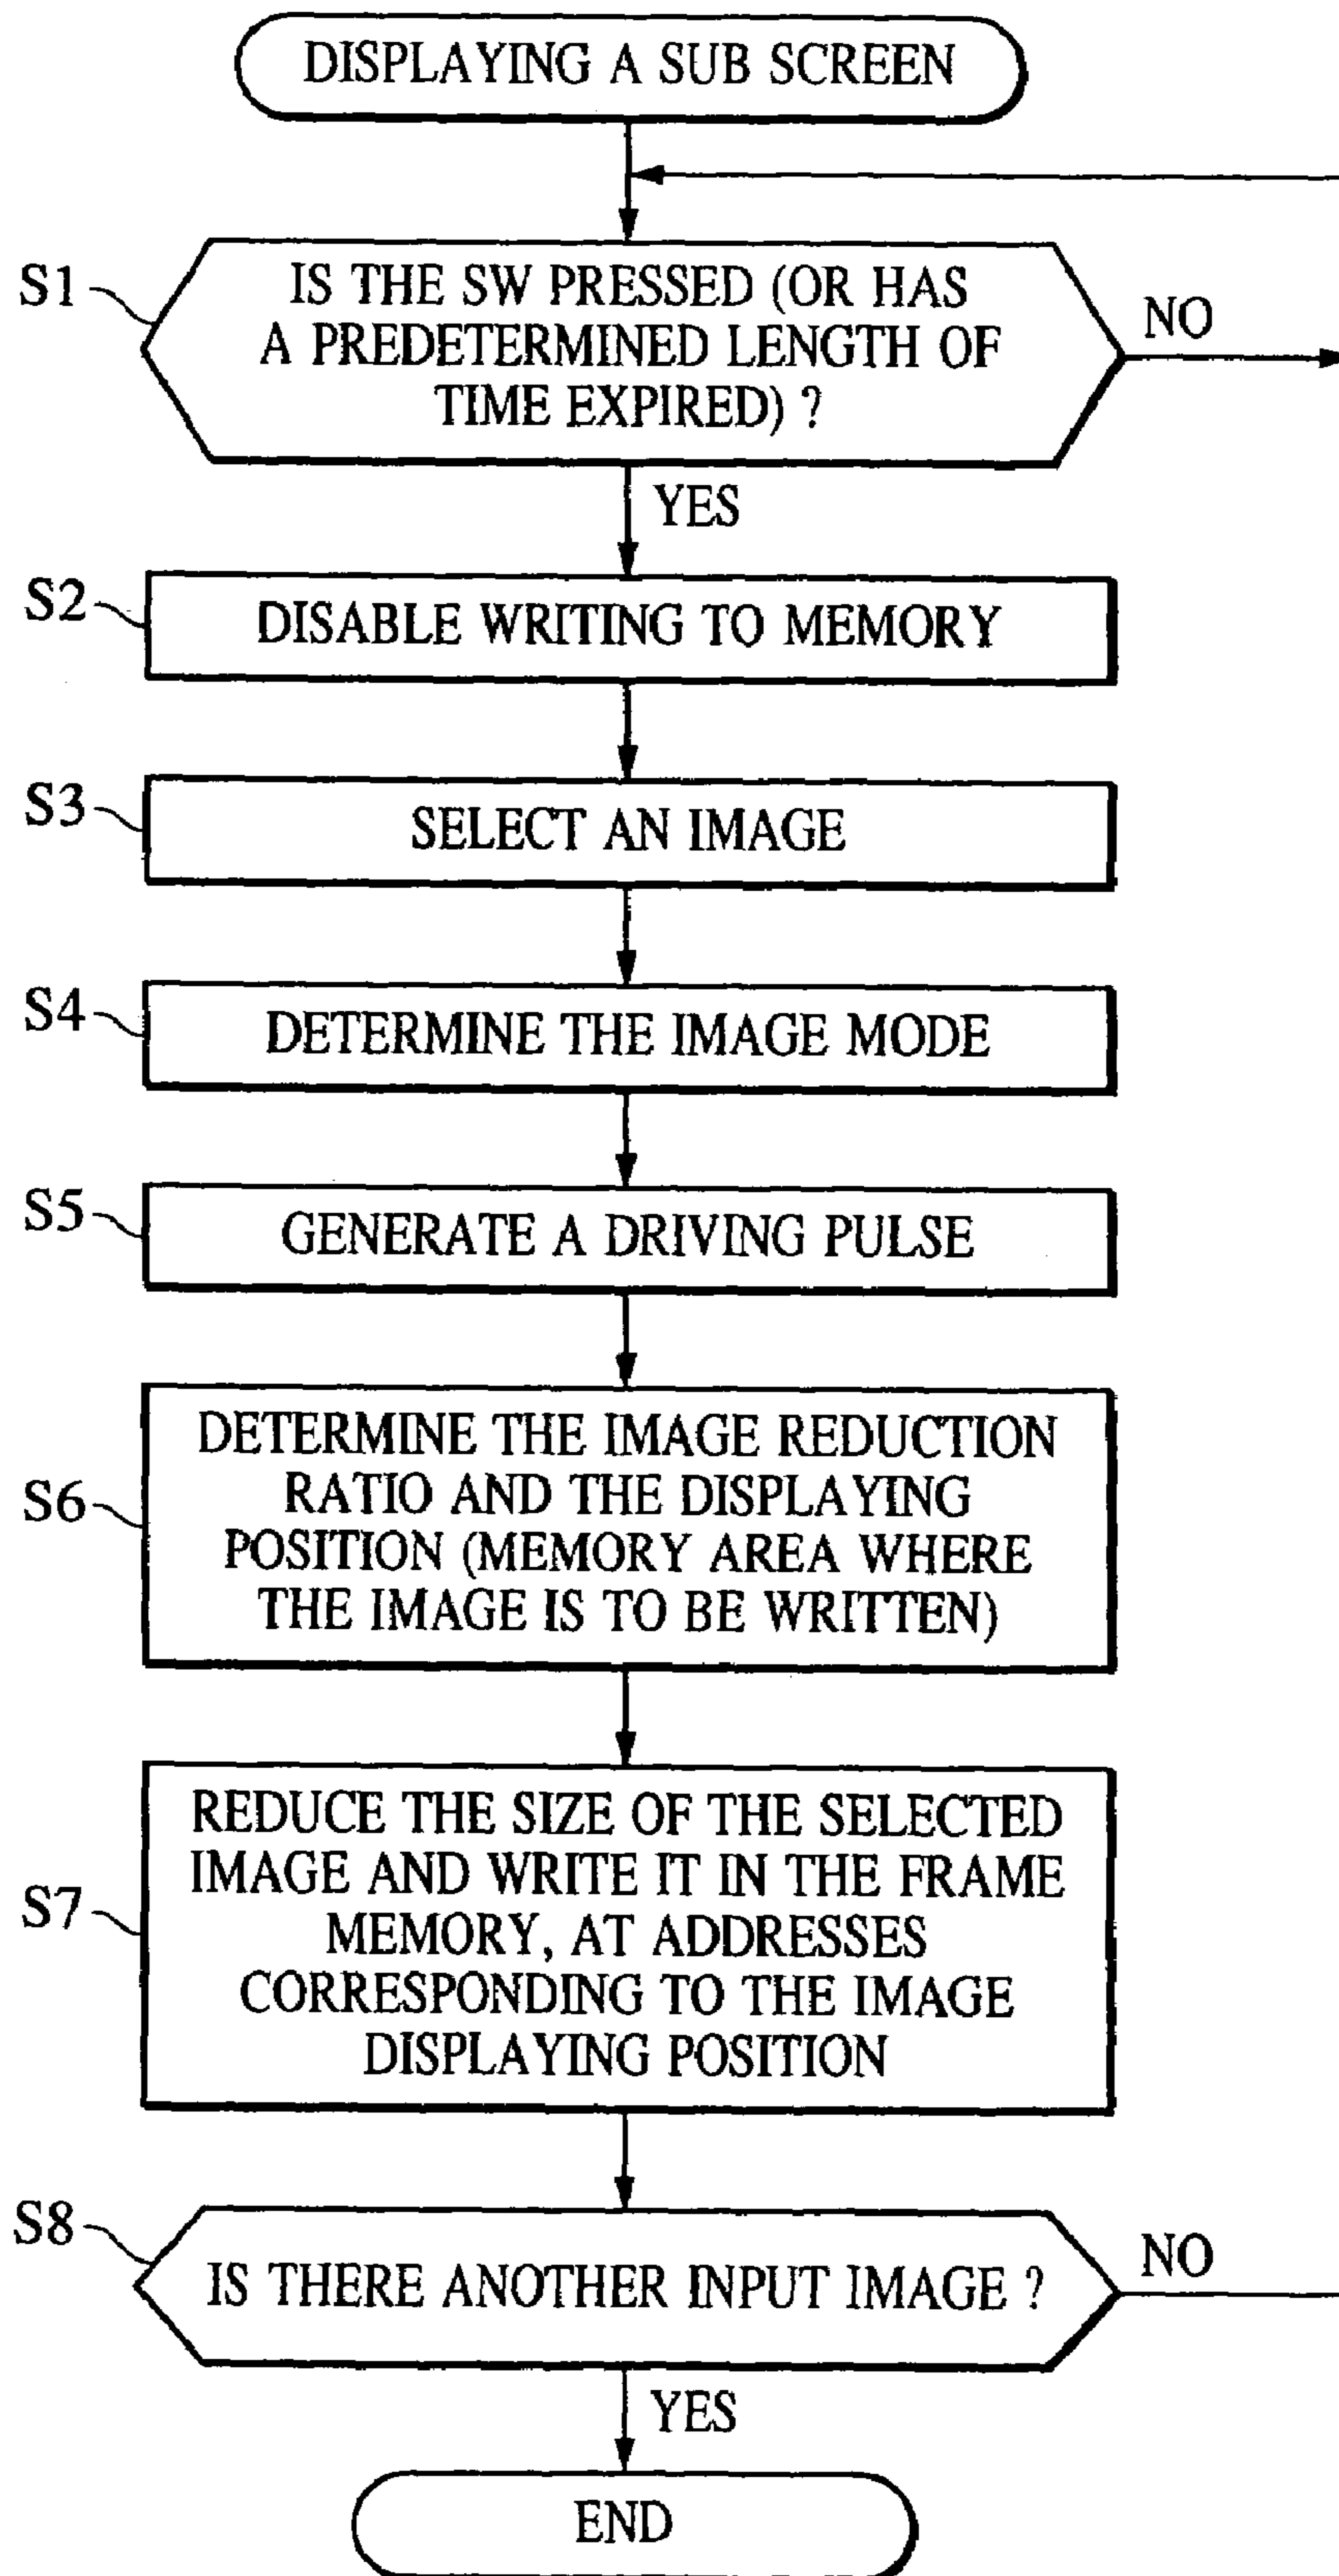 DISPLAYING A SUB SCREEN
S1
IS THE SW PRESSED (OR HAS
A PREDETERMINED LENGTH OF
TIME EXPIRED) ?
NO
YES
S2
DISABLE WRITING TO MEMORY
S3
SELECT AN IMAGE
S4
DETERMINE THE IMAGE MODE
S5
GENERATE A DRIVING PULSE
S6
DETERMINE THE IMAGE REDUCTION
RATIO AND THE DISPLAYING
POSITION (MEMORY AREA WHERE
THE IMAGE IS TO BE WRITTEN)
S7
REDUCE THE SIZE OF THE SELECTED
IMAGE AND WRITE IT IN THE FRAME
MEMORY, AT ADDRESSES
CORRESPONDING TO THE IMAGE
DISPLAYING POSITION
S8
IS THERE ANOTHER INPUT IMAGE ?
NO
YES
END